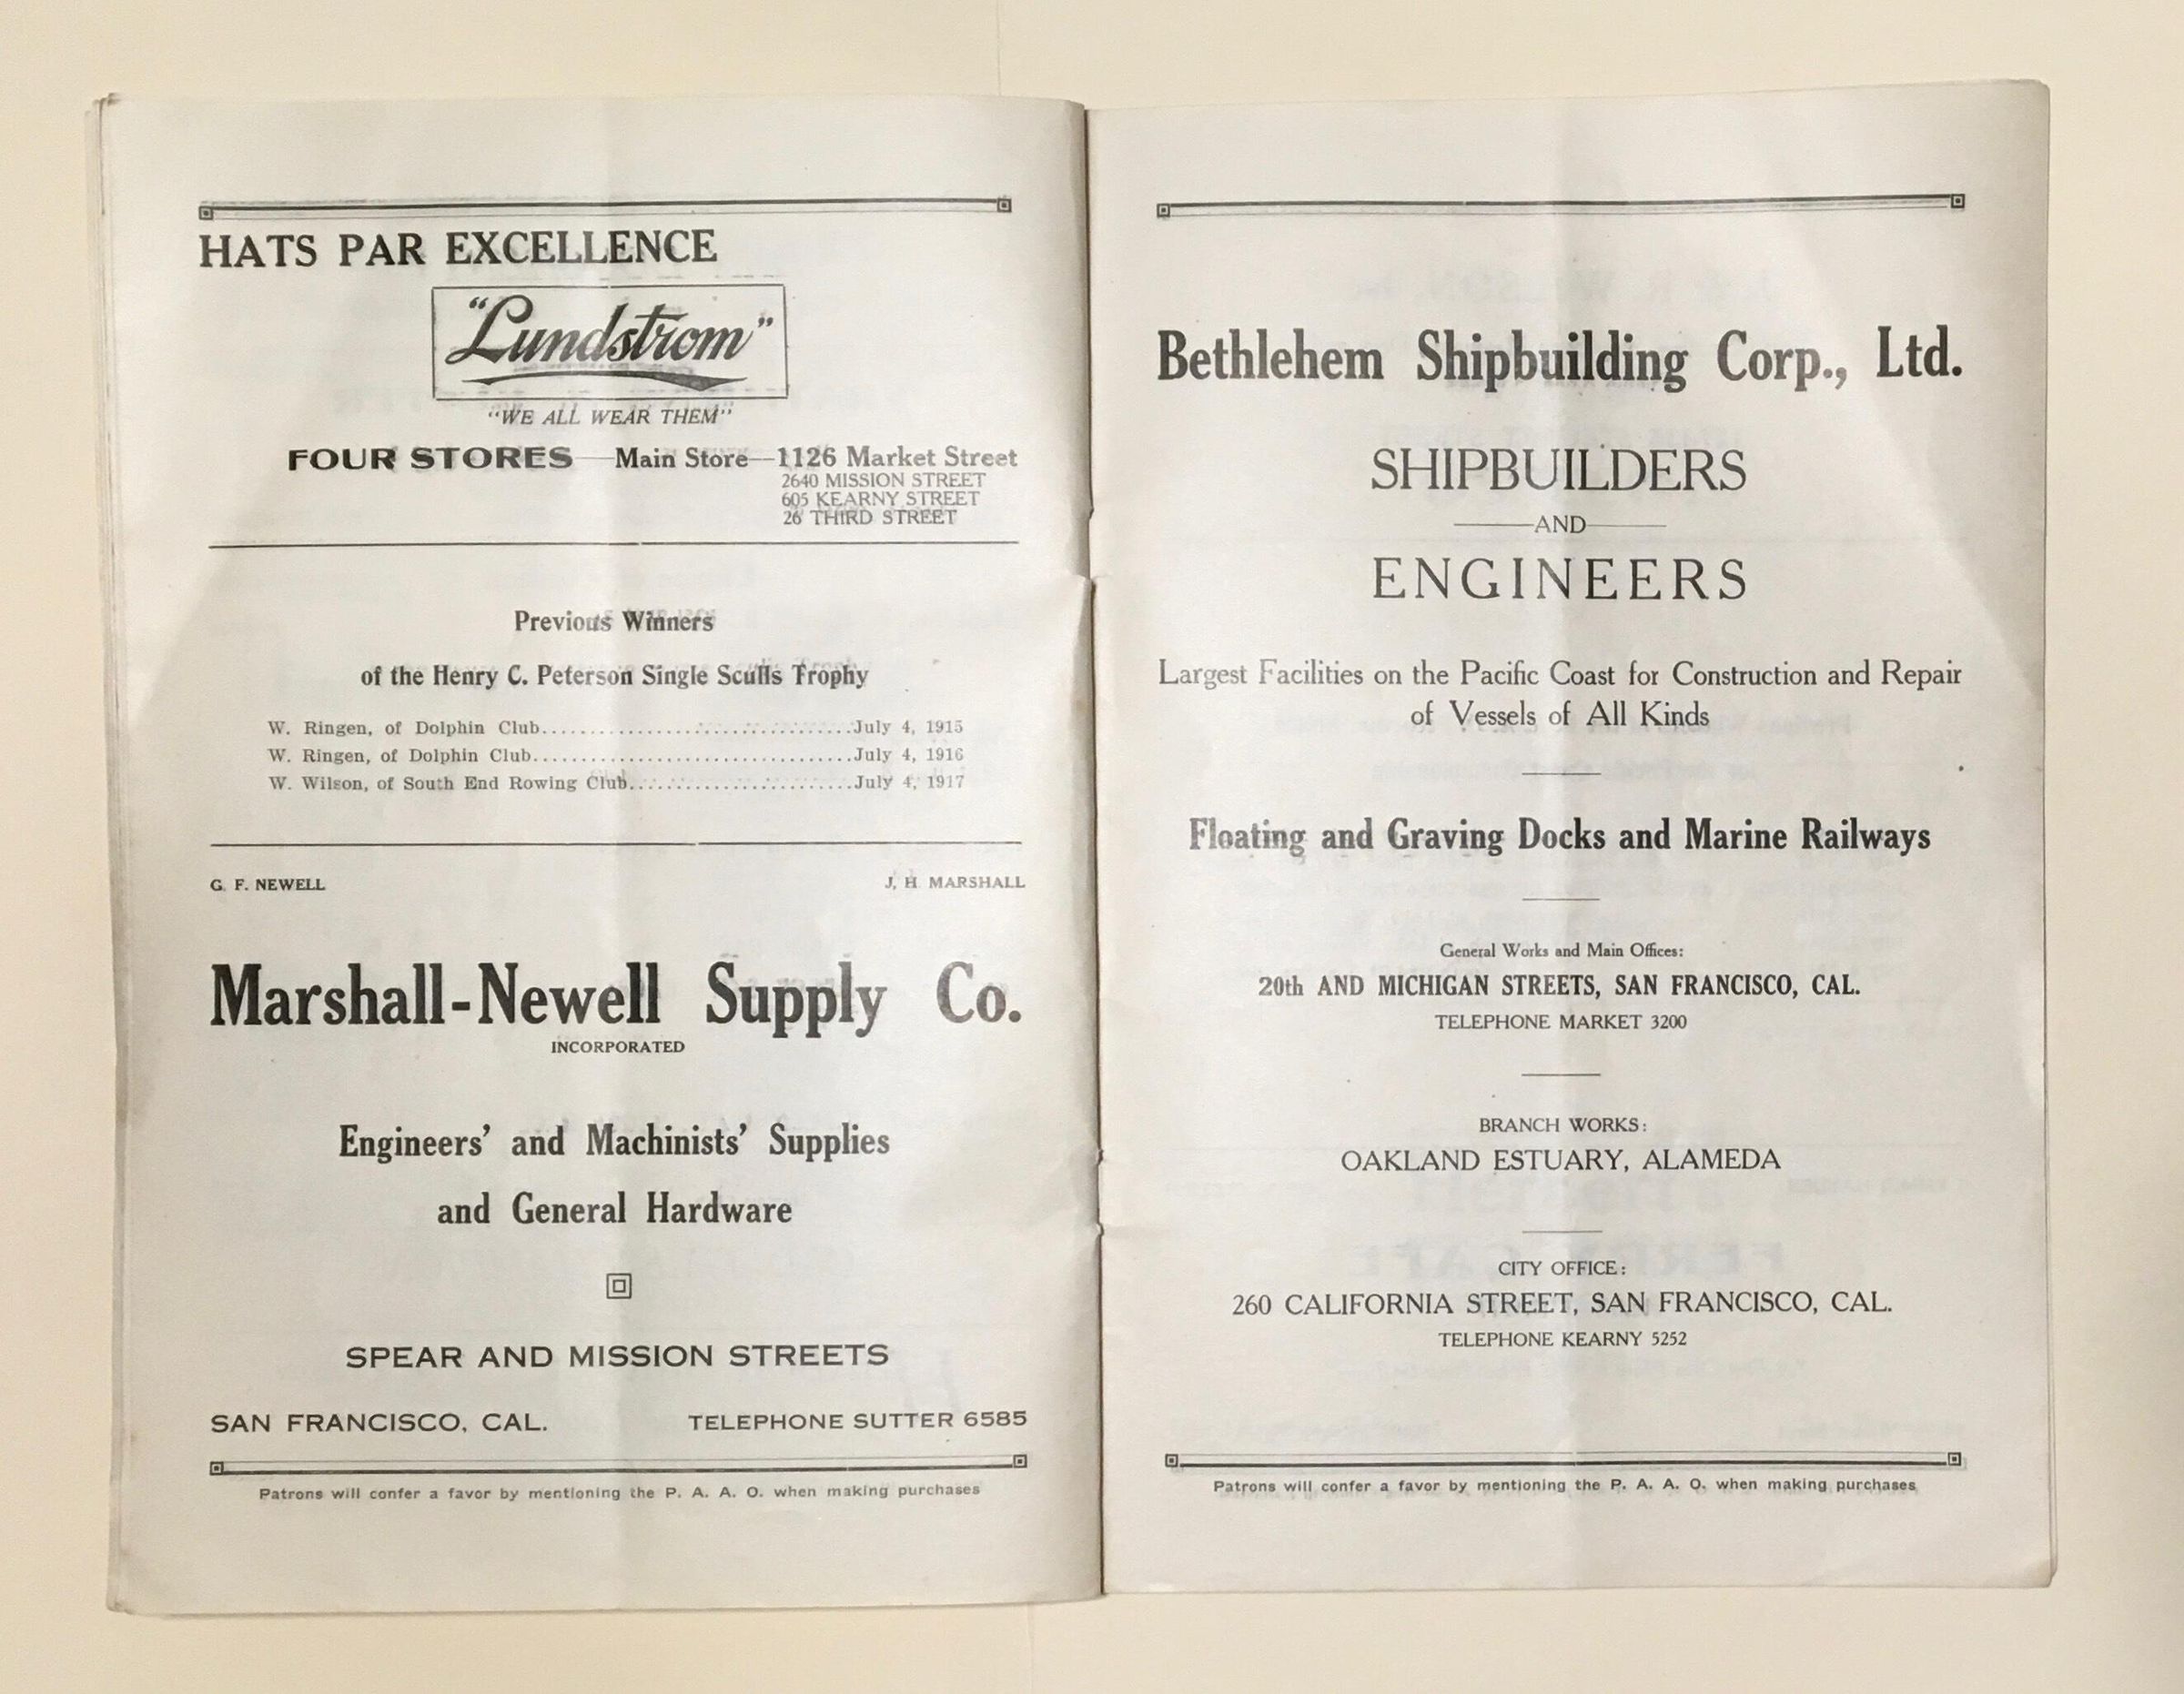 HATS PAR EXCELLENCE
"Lundstrom"
"WE ALL WEAR THEM"
FOUR STORES — Main Store—1126 Market Street
2640 MISSION STREET
605 KEARNY STREET
26 THIRD STREET
Previous Winners
of the Henry C. Peterson Single Sculls Trophy
W. Ringen, of Dolphin Club........................................July 4, 1915
W. Ringen, of Dolphin Club........................................July 4, 1916
W. Wilson, of South End Rowing Club............................July 4, 1917
G. F. NEWELL J. H. MARSHALL
Marshall-Newell Supply Co.
INCORPORATED
Engineers' and Machinists' Supplies
and General Hardware
SPEAR AND MISSION STREETS
SAN FRANCISCO, CAL. TELEPHONE SUTTER 6585
Patrons will confer a favor by mentioning the P. A. A. O. when making purchases
Bethlehem Shipbuilding Corp., Ltd.
SHIPBUILDERS
AND
ENGINEERS
Largest Facilities on the Pacific Coast for Construction and Repair
of Vessels of All Kinds
Floating and Graving Docks and Marine Railways
General Works and Main Offices:
20th AND MICHIGAN STREETS, SAN FRANCISCO, CAL.
TELEPHONE MARKET 3200
BRANCH WORKS:
OAKLAND ESTUARY, ALAMEDA
CITY OFFICE:
260 CALIFORNIA STREET, SAN FRANCISCO, CAL.
TELEPHONE KEARNY 5252
Patrons will confer a favor by mentioning the P. A. A. O. when making purchases